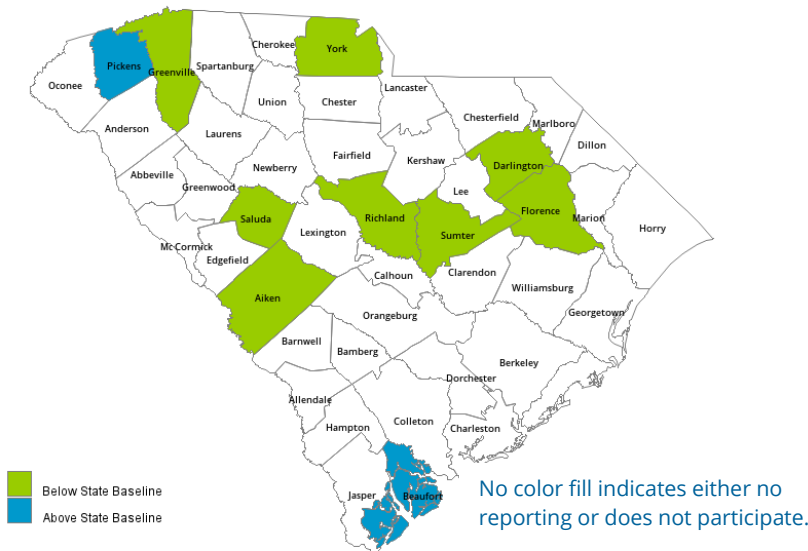 Cherokee
York
Pickens
Greenville
Spartanburg
Oconee
Lancaster
Union
Chester
Chesterfield
Marlboro
Anderson
Laurens
Dillon
Fairfield
Kershaw
Darlington
Newberry
Abbeville
Greenwood
Lee
Saluda
Richland
Florence
Marion
Lexington
Sumter
Horry
Mc Cormick
Edgefield
Calhoun
Clarendon
Aiken
Williamsburg
Orangeburg
Georgetown
Barnwell
Bamberg
Berkeley
Dorchester
Allendale
Colleton
Hampton
Charleston
Jasper
Beaufort
Below State Baseline
Above State Baseline
No color fill indicates either no
reporting or does not participate.